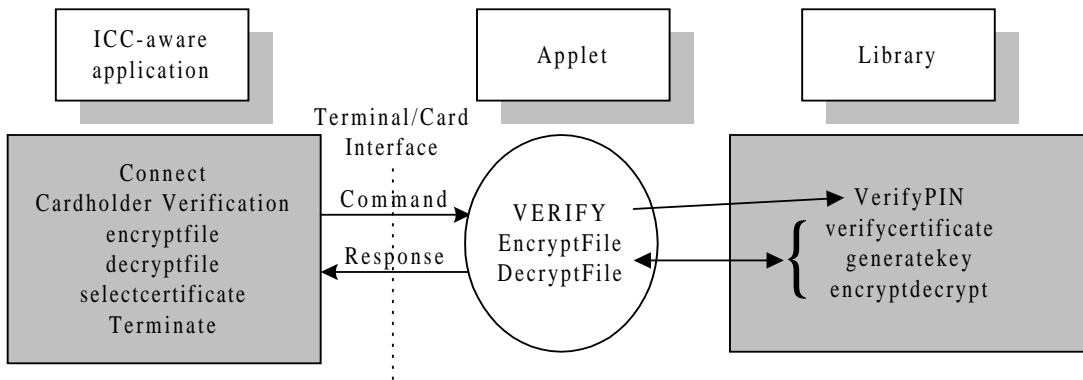 ICC-aware
application
Applet
Library
Terminal/Card
Interface
Connect
Cardholder Verification
encryptfile
decryptfile
selectcertificate
Terminate
Command
Response
VERIFY
EncryptFile
DecryptFile
VerifyPIN
verifycertificate
generatekey
encryptdecrypt